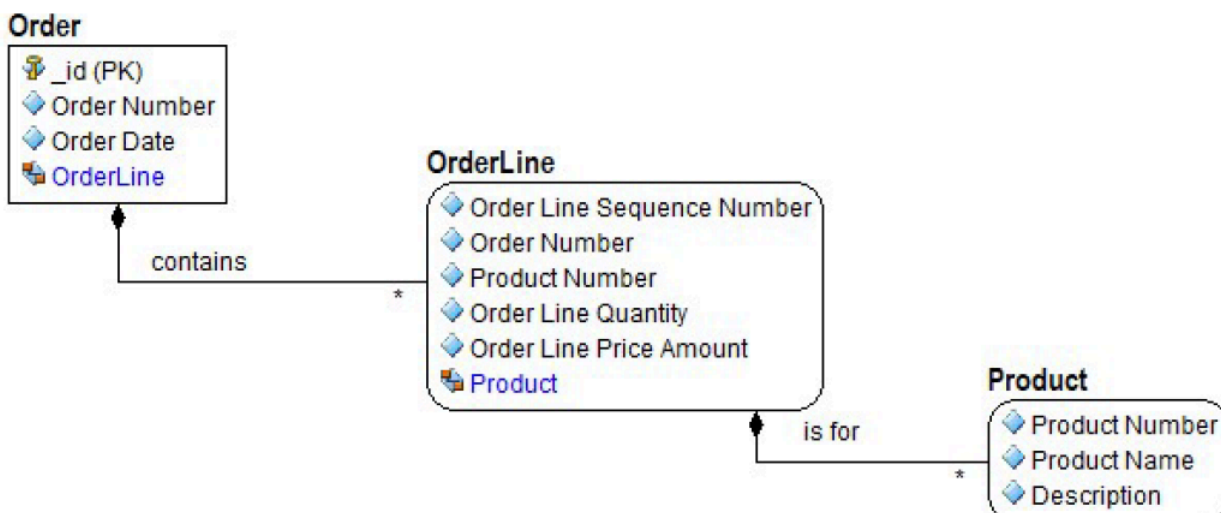 Order
_id (PK)
Order Number
Order Date
OrderLine
contains
*
OrderLine
Order Line Sequence Number
Order Number
Product Number
Order Line Quantity
Order Line Price Amount
Product
is for
*
Product
Product Number
Product Name
Description